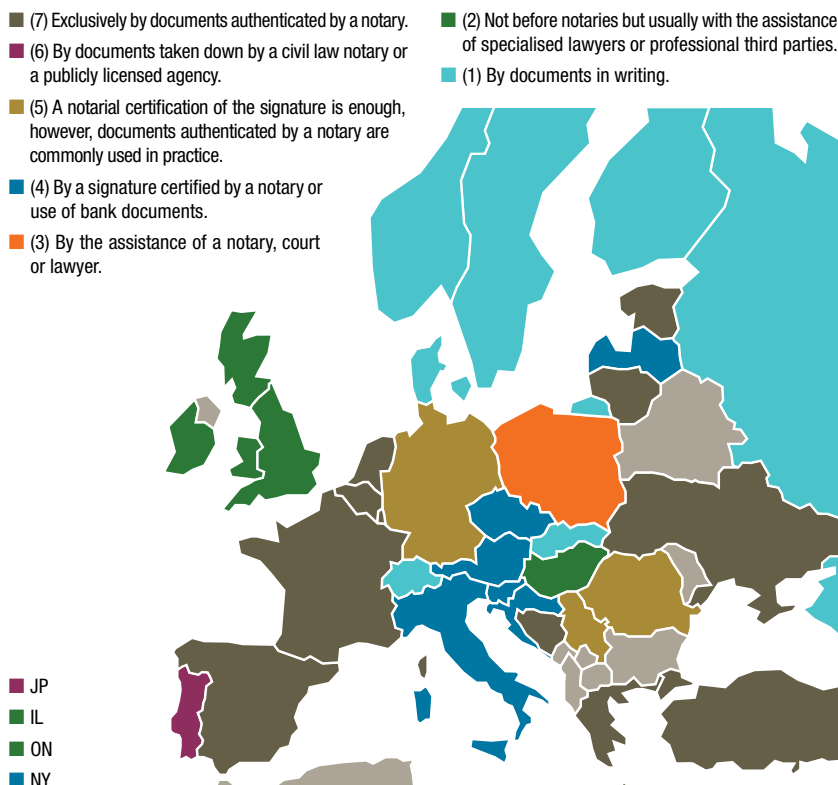 (7) Exclusively by documents authenticated by a notary.
(6) By documents taken down by a civil law notary or
a publicly licensed agency.
(5) A notarial certification of the signature is enough,
however, documents authenticated by a notary are
commonly used in practice.
(4) By a signature certified by a notary or
use of bank documents.
(3) By the assistance of a notary, court
or lawyer.
(2) Not before notaries but usually with the assistance
of specialised lawyers or professional third parties.
(1) By documents in writing.
JP
IL
ON
NY